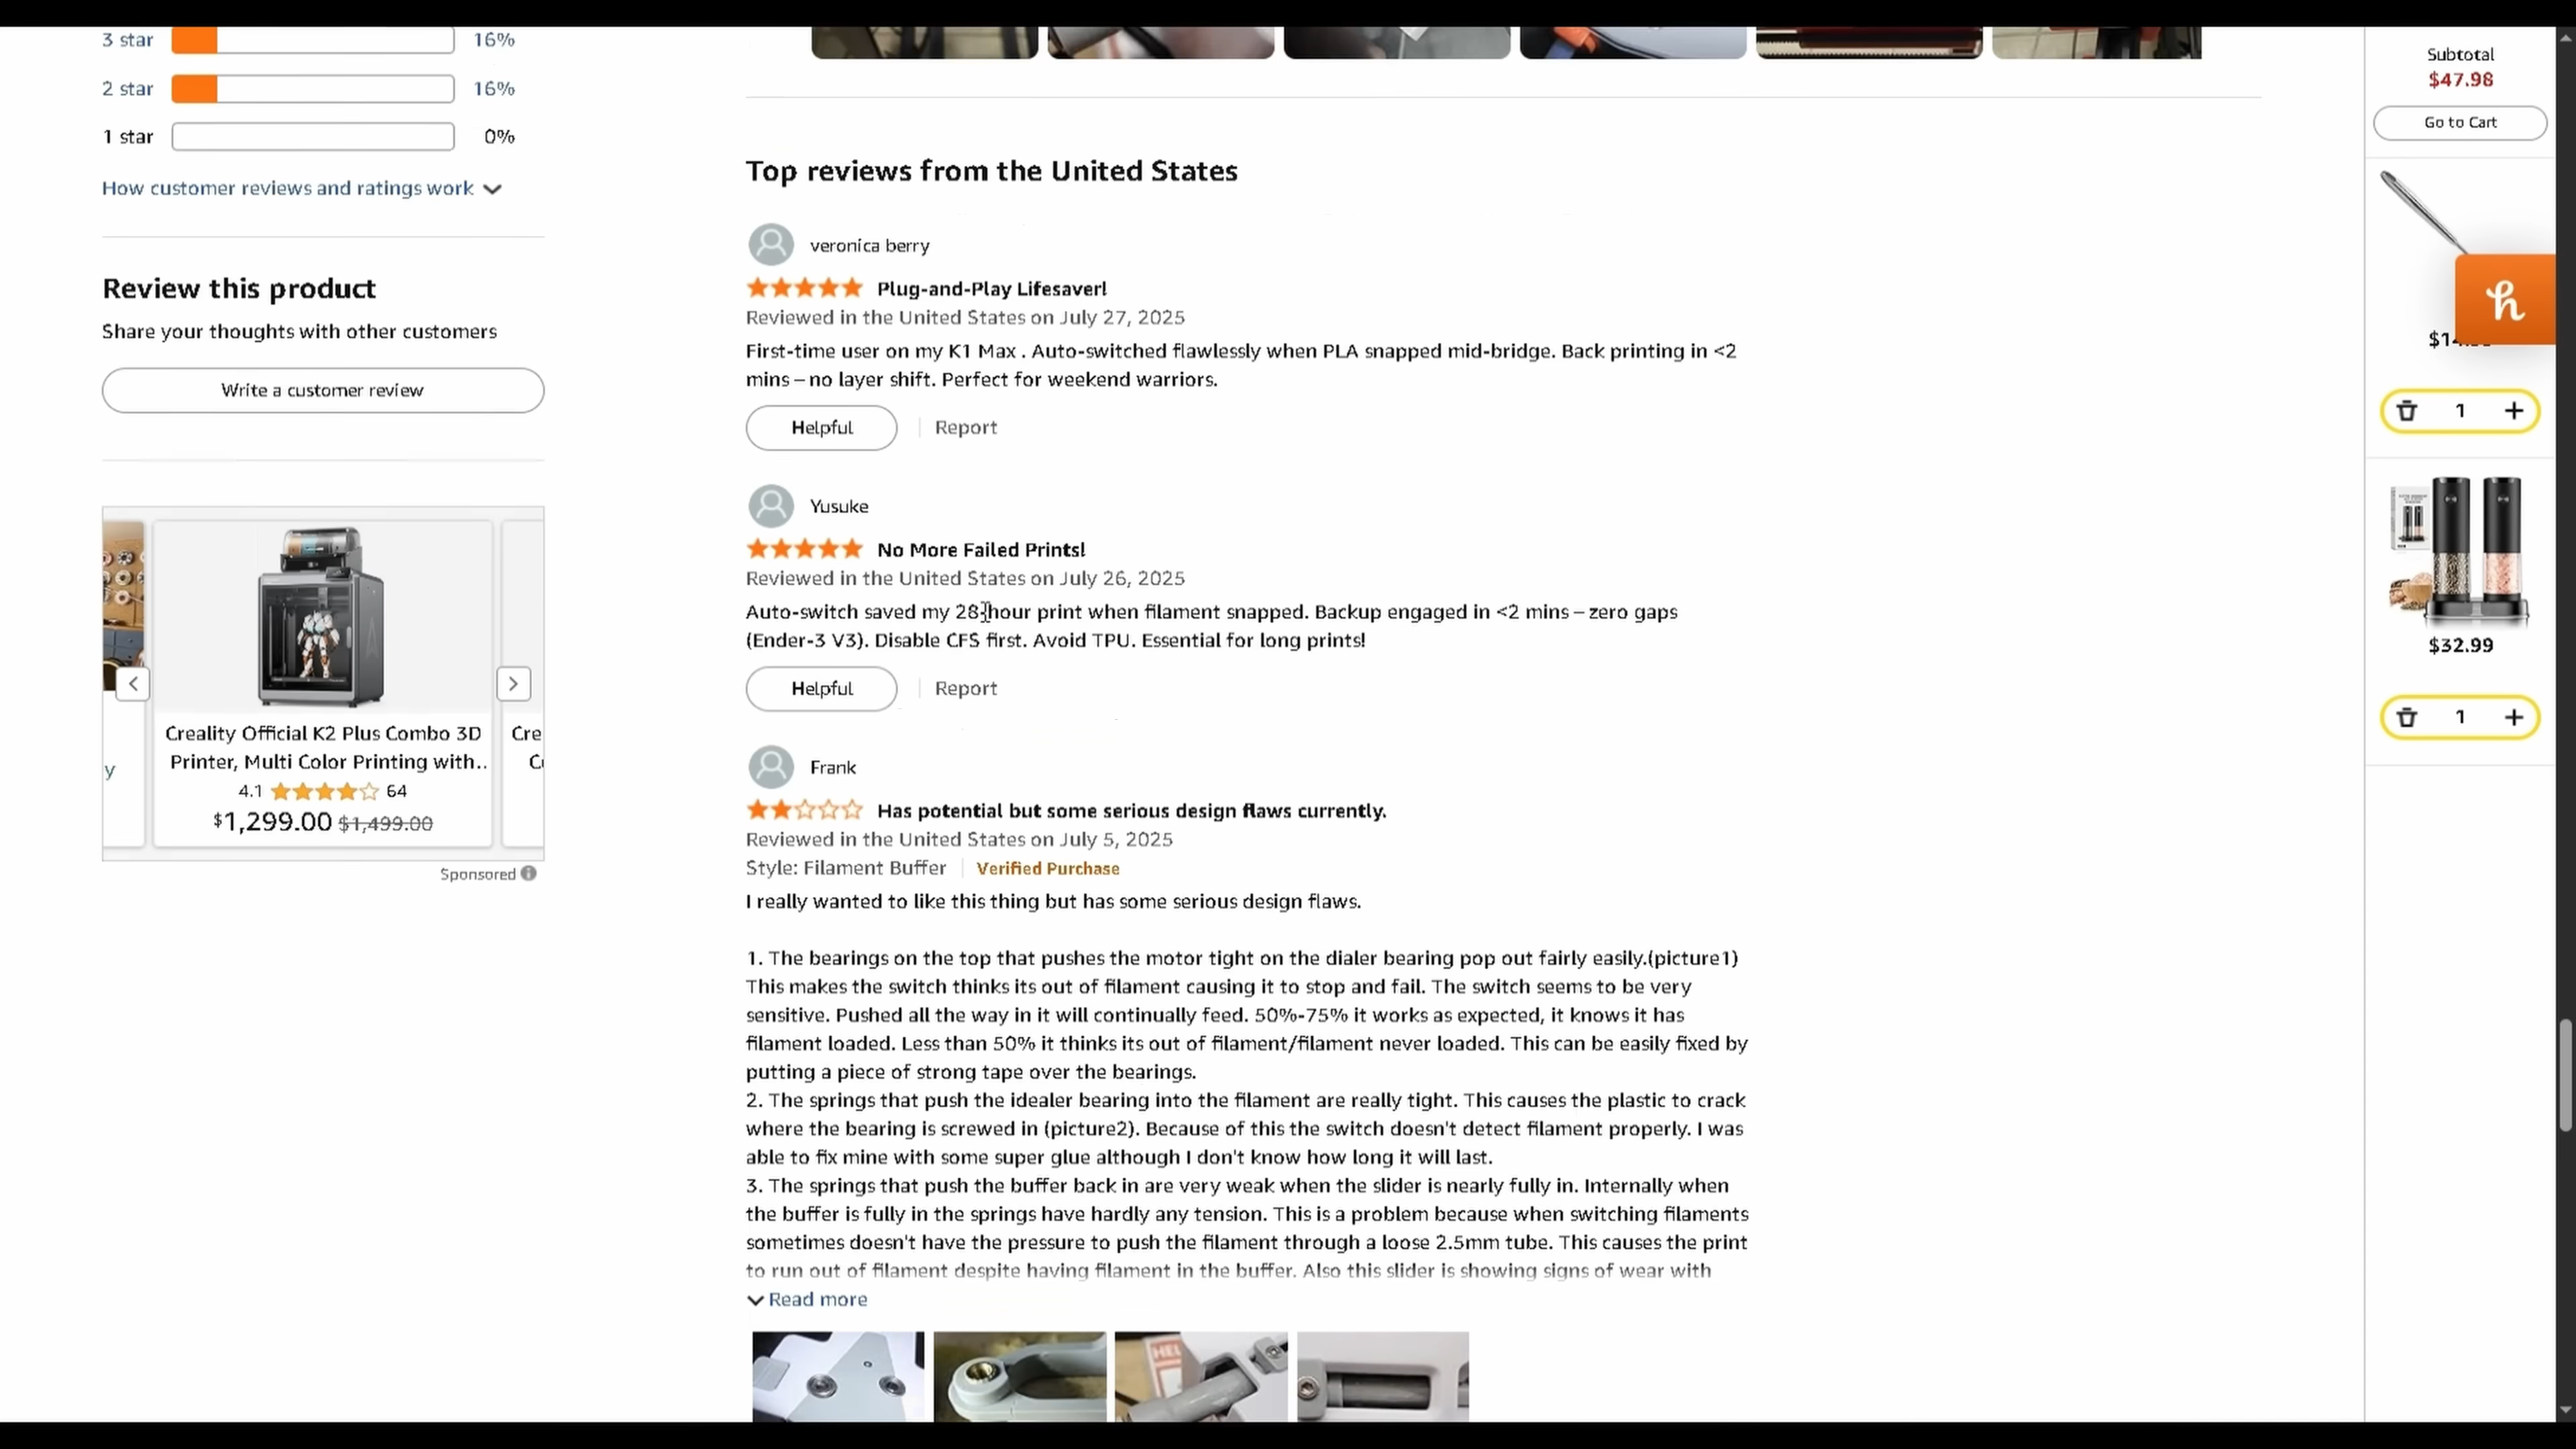 3 star 16%
2 star 16%
1 star 0%
How customer reviews and ratings work
Review this product
Share your thoughts with other customers
Write a customer review
y
Creality Official K2 Plus Combo 3D
Printer, Multi Color Printing with..
4.1 64
$1,299.00 $1,499.00
Cre
Sponsored
Top reviews from the United States
veronica berry
Plug-and-Play Lifesaver!
Reviewed in the United States on July 27, 2025
First-time user on my K1 Max . Auto-switched flawlessly when PLA snapped mid-bridge. Back printing in <2
mins – no layer shift. Perfect for weekend warriors.
Helpful Report
Yusuke
No More Failed Prints!
Reviewed in the United States on July 26, 2025
Auto-switch saved my 28-hour print when filament snapped. Backup engaged in <2 mins – zero gaps
(Ender-3 V3). Disable CFS first. Avoid TPU. Essential for long prints!
Helpful Report
Frank
Has potential but some serious design flaws currently.
Reviewed in the United States on July 5, 2025
Style: Filament Buffer Verified Purchase
I really wanted to like this thing but has some serious design flaws.
1. The bearings on the top that pushes the motor tight on the dialer bearing pop out fairly easily.(picture1)
This makes the switch thinks its out of filament causing it to stop and fail. The switch seems to be very
sensitive. Pushed all the way in it will continually feed. 50%-75% it works as expected, it knows it has
filament loaded. Less than 50% it thinks its out of filament/filament never loaded. This can be easily fixed by
putting a piece of strong tape over the bearings.
2. The springs that push the idealer bearing into the filament are really tight. This causes the plastic to crack
where the bearing is screwed in (picture2). Because of this the switch doesn't detect filament properly. I was
able to fix mine with some super glue although I don't know how long it will last.
3. The springs that push the buffer back in are very weak when the slider is nearly fully in. Internally when
the buffer is fully in the springs have hardly any tension. This is a problem because when switching filaments
sometimes doesn't have the pressure to push the filament through a loose 2.5mm tube. This causes the print
to run out of filament despite having filament in the buffer. Also this slider is showing signs of wear with
Read more
HEL
Subtotal
$47.98
Go to Cart
h
1
$32.99
1